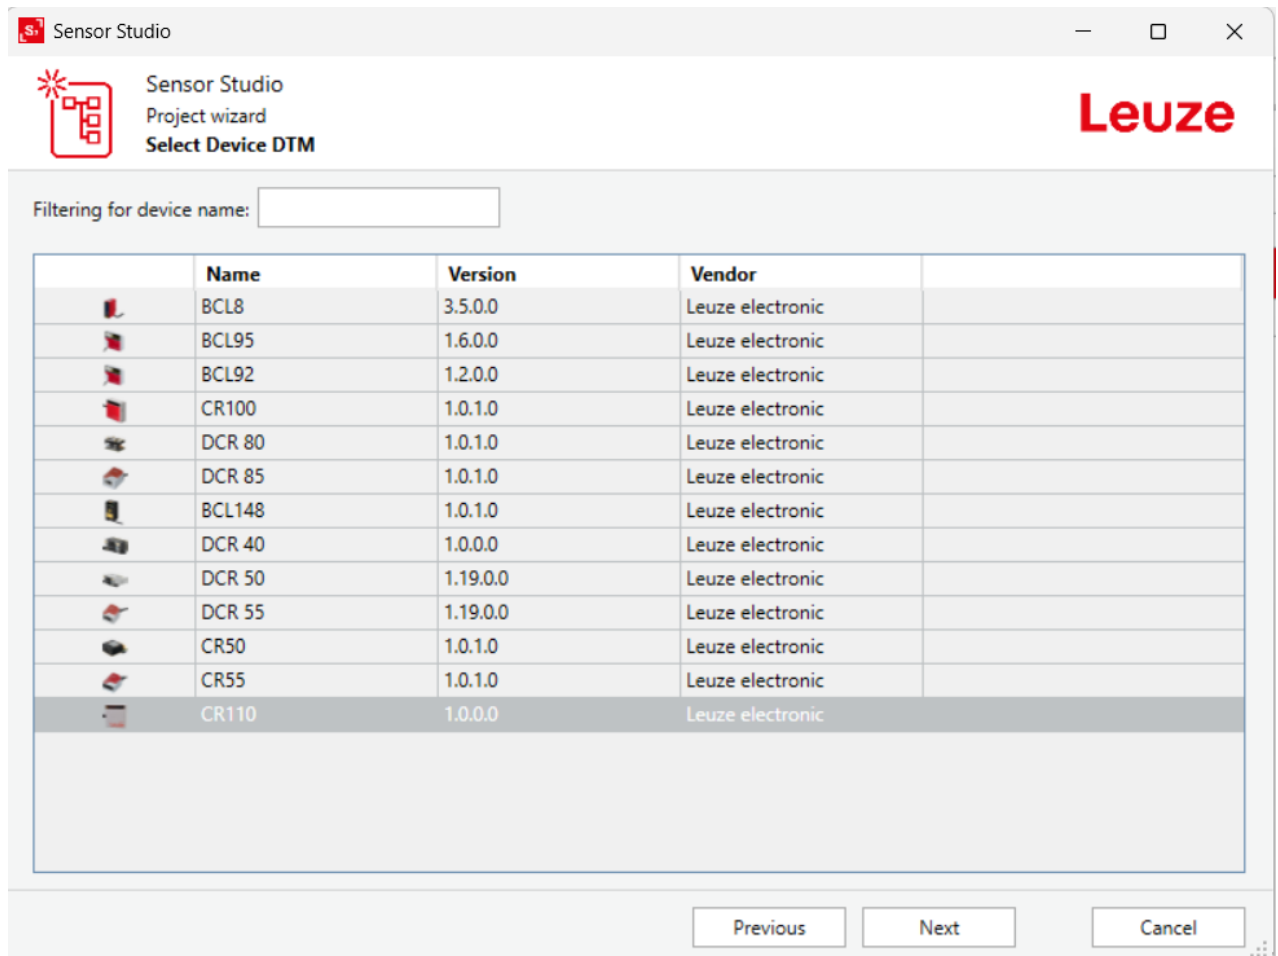 Sensor Studio
Sensor Studio
Project wizard
Select Device DTM
Leuze
Filtering for device name:
Name Version Vendor
BCL8 3.5.0.0 Leuze electronic
BCL95 1.6.0.0 Leuze electronic
BCL92 1.2.0.0 Leuze electronic
CR100 1.0.1.0 Leuze electronic
DCR 80 1.0.1.0 Leuze electronic
DCR 85 1.0.1.0 Leuze electronic
BCL148 1.0.1.0 Leuze electronic
DCR 40 1.0.0.0 Leuze electronic
DCR 50 1.19.0.0 Leuze electronic
DCR 55 1.19.0.0 Leuze electronic
CR50 1.0.1.0 Leuze electronic
CR55 1.0.1.0 Leuze electronic
CR110 1.0.0.0 Leuze electronic
Previous Next Cancel